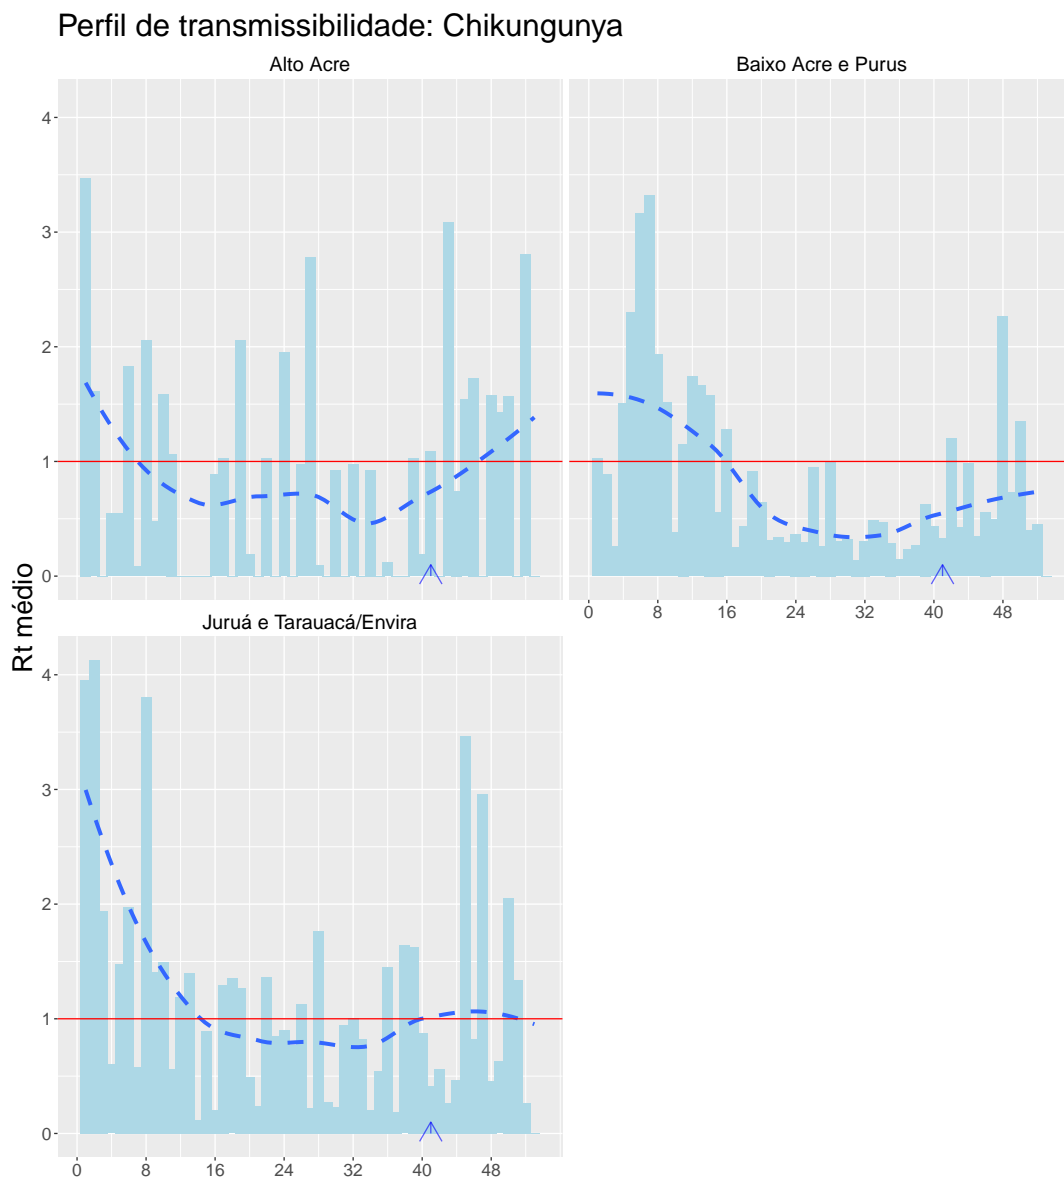 Perfil de transmissibilidade: Chikungunya
Alto Acre
Baixo Acre e Purus
4
3
2
1
0
0 8 16 24 32 40 48
Rt médio
Juruá e Tarauacá/Envira
4
3
2
1
0
0 8 16 24 32 40 48